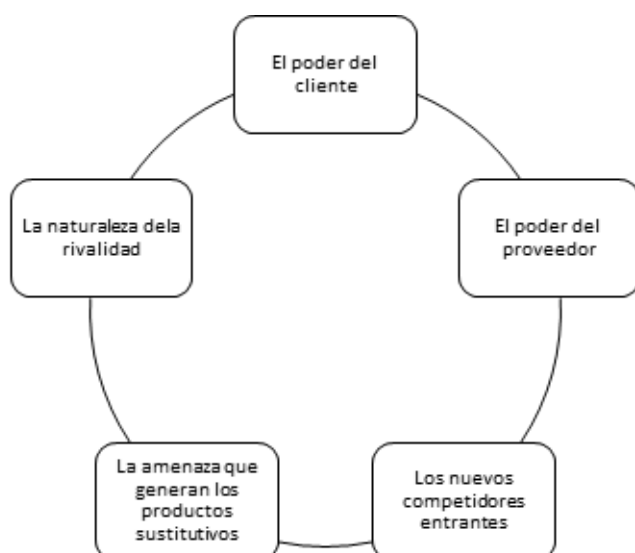 El poder del
cliente
La naturaleza dela
rivalidad
El poder del
proveedor
La amenaza que
generan los
productos
sustitutivos
Los nuevos
competidores
entrantes